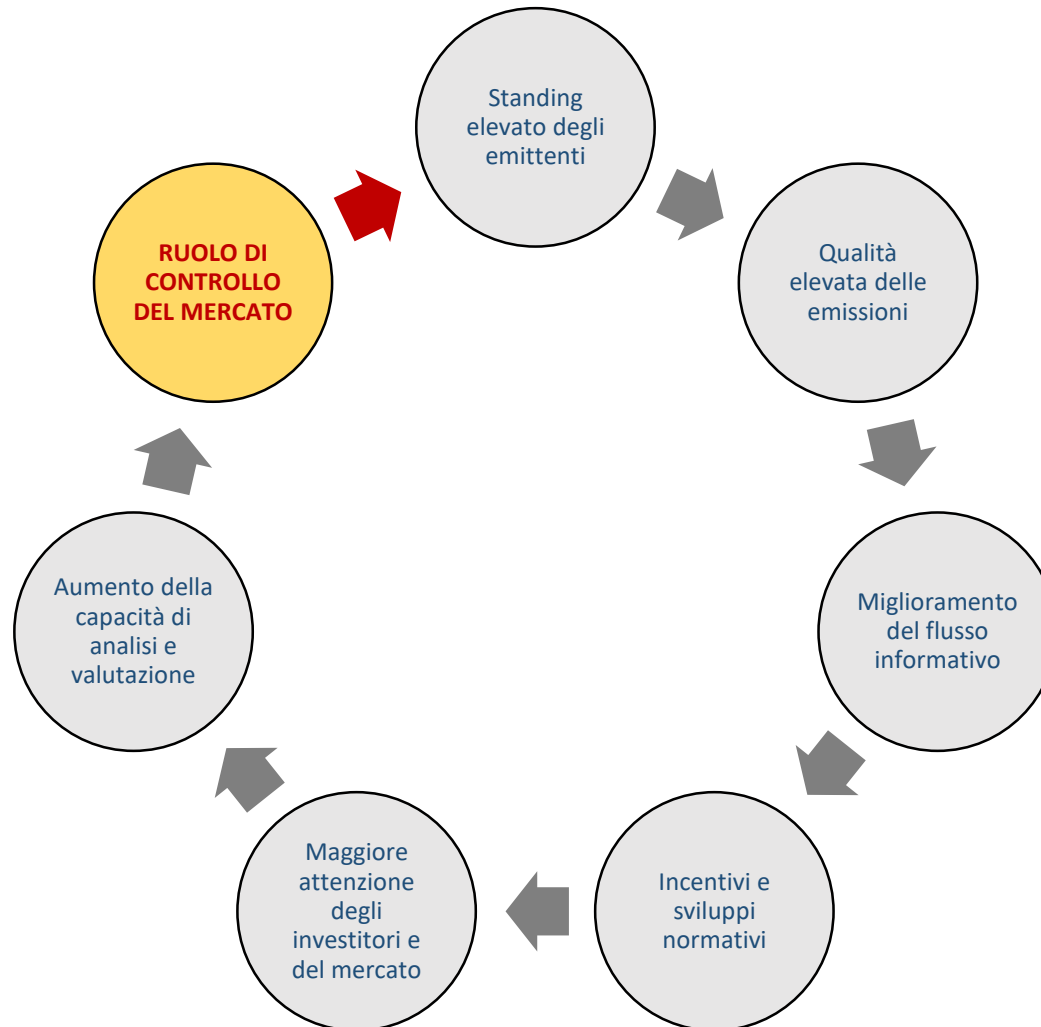 Standing
elevato degli
emittenti
Qualità
elevata delle
emissioni
Miglioramento
del flusso
informativo
Incentivi e
sviluppi
normativi
Maggiore
attenzione
degli
investitori e
del mercato
Aumento della
capacità di
analisi e
valutazione
RUOLO DI
CONTROLLO
DEL MERCATO